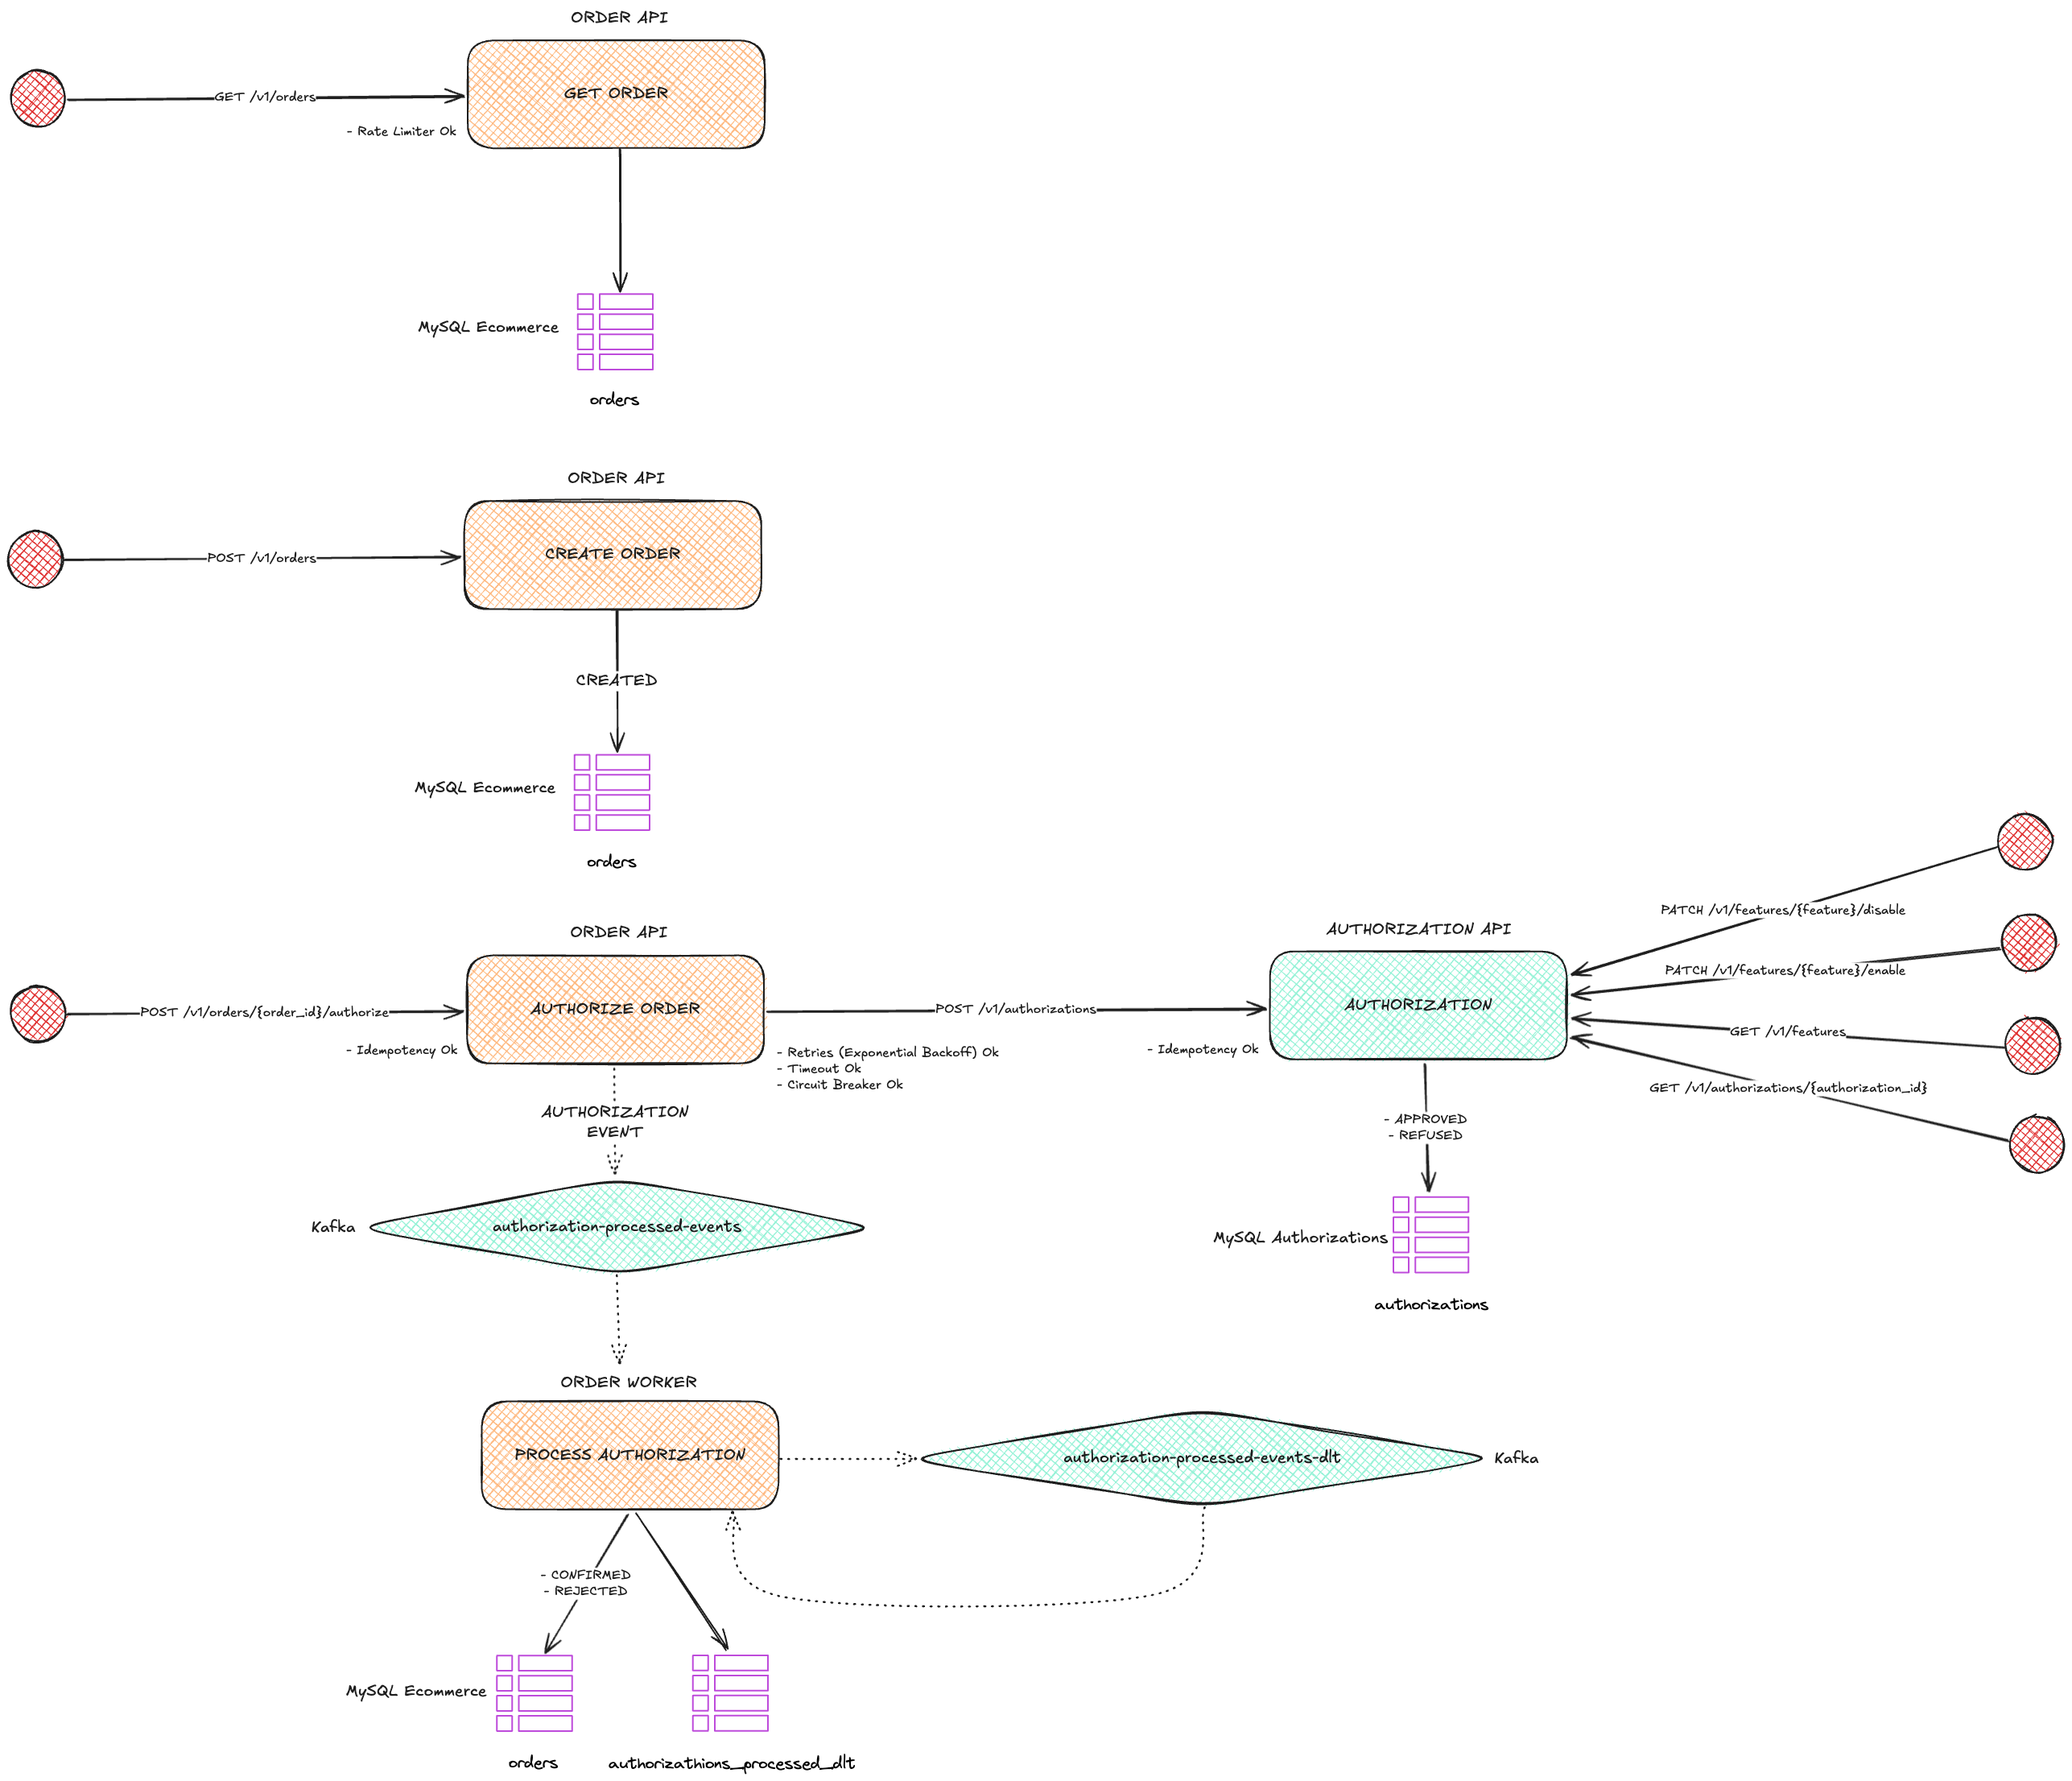 ORDER API
GET ORDER
GET /v1/orders
- Rate Limiter Ok
MySQL Ecommerce
orders
ORDER API
CREATE ORDER
POST /v1/orders
CREATED
MySQL Ecommerce
orders
ORDER API
AUTHORIZE ORDER
POST /v1/orders/{order_id}/authorize
- Idempotency Ok
POST /v1/authorizations
- Retries (Exponential Backoff) Ok
- Timeout Ok
- Circuit Breaker Ok
- Idempotency Ok
AUTHORIZATION API
AUTHORIZATION
PATCH /v1/features/{feature}/disable
PATCH /v1/features/{feature}/enable
GET /v1/features
GET /v1/authorizations/{authorization_id}
- APPROVED
- REFUSED
MySQL Authorizations
authorizations
AUTHORIZATION
EVENT
Kafka
authorization-processed-events
ORDER WORKER
PROCESS AUTHORIZATION
authorization-processed-events-dlt
Kafka
- CONFIRMED
- REJECTED
MySQL Ecommerce
orders
authorizathions_processed_dlt